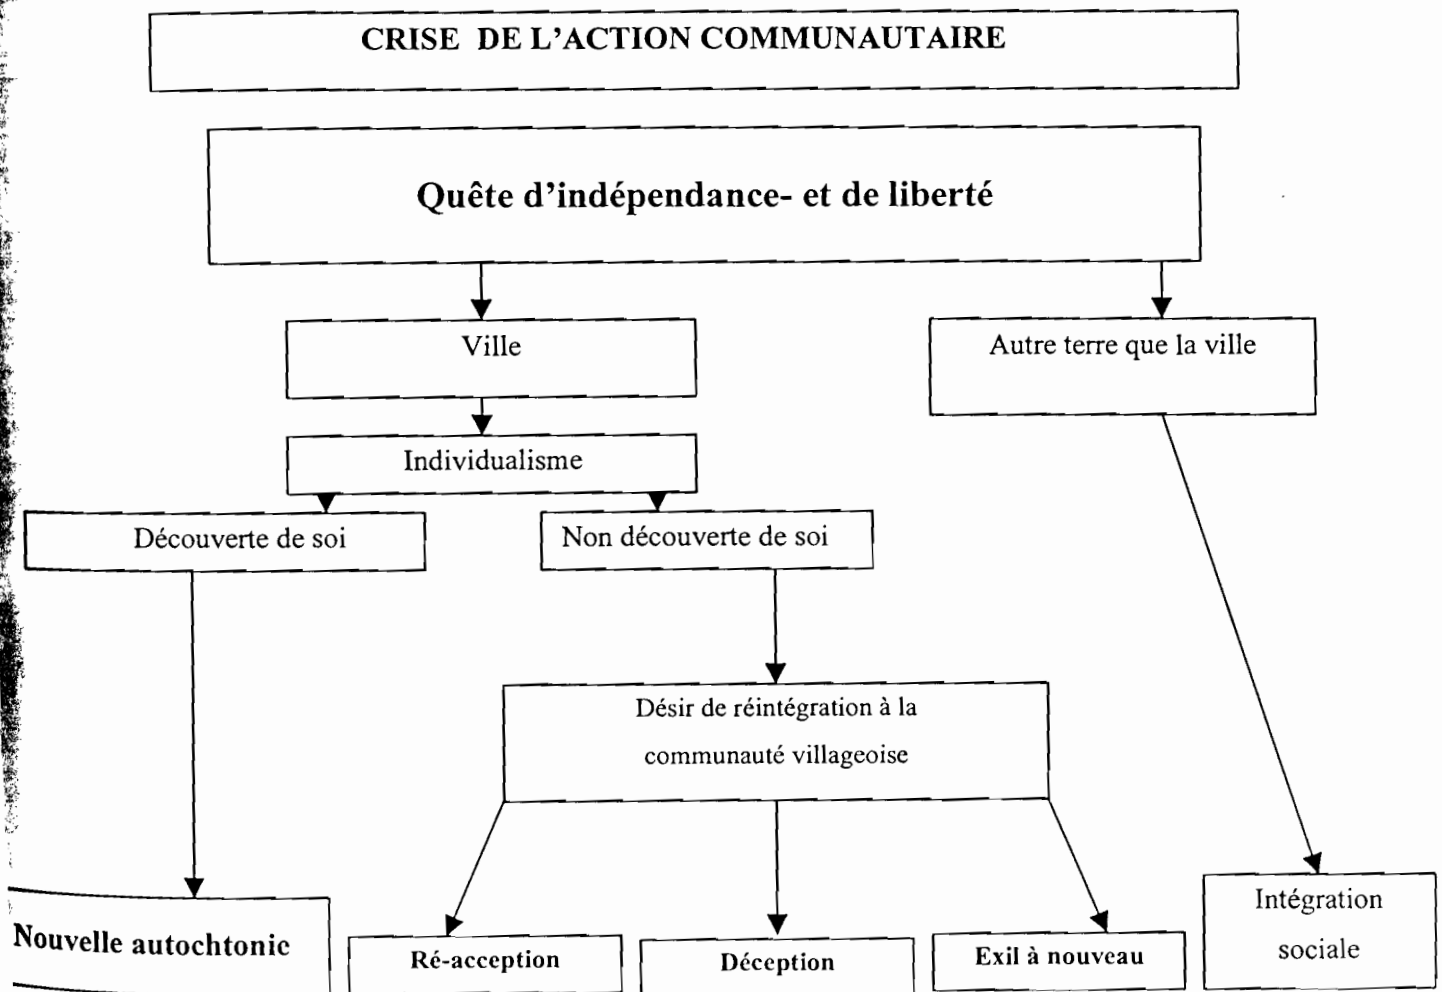 CRISE DE L'ACTION COMMUNAUTAIRE
Quête d'indépendance- et de liberté
Ville
Autre terre que la ville
Individualisme
Découverte de soi
Non découverte de soi
Désir de réintégration à la
communauté villageoise
Nouvelle autochtonic
Ré-acception
Déception
Exil à nouveau
Intégration
sociale